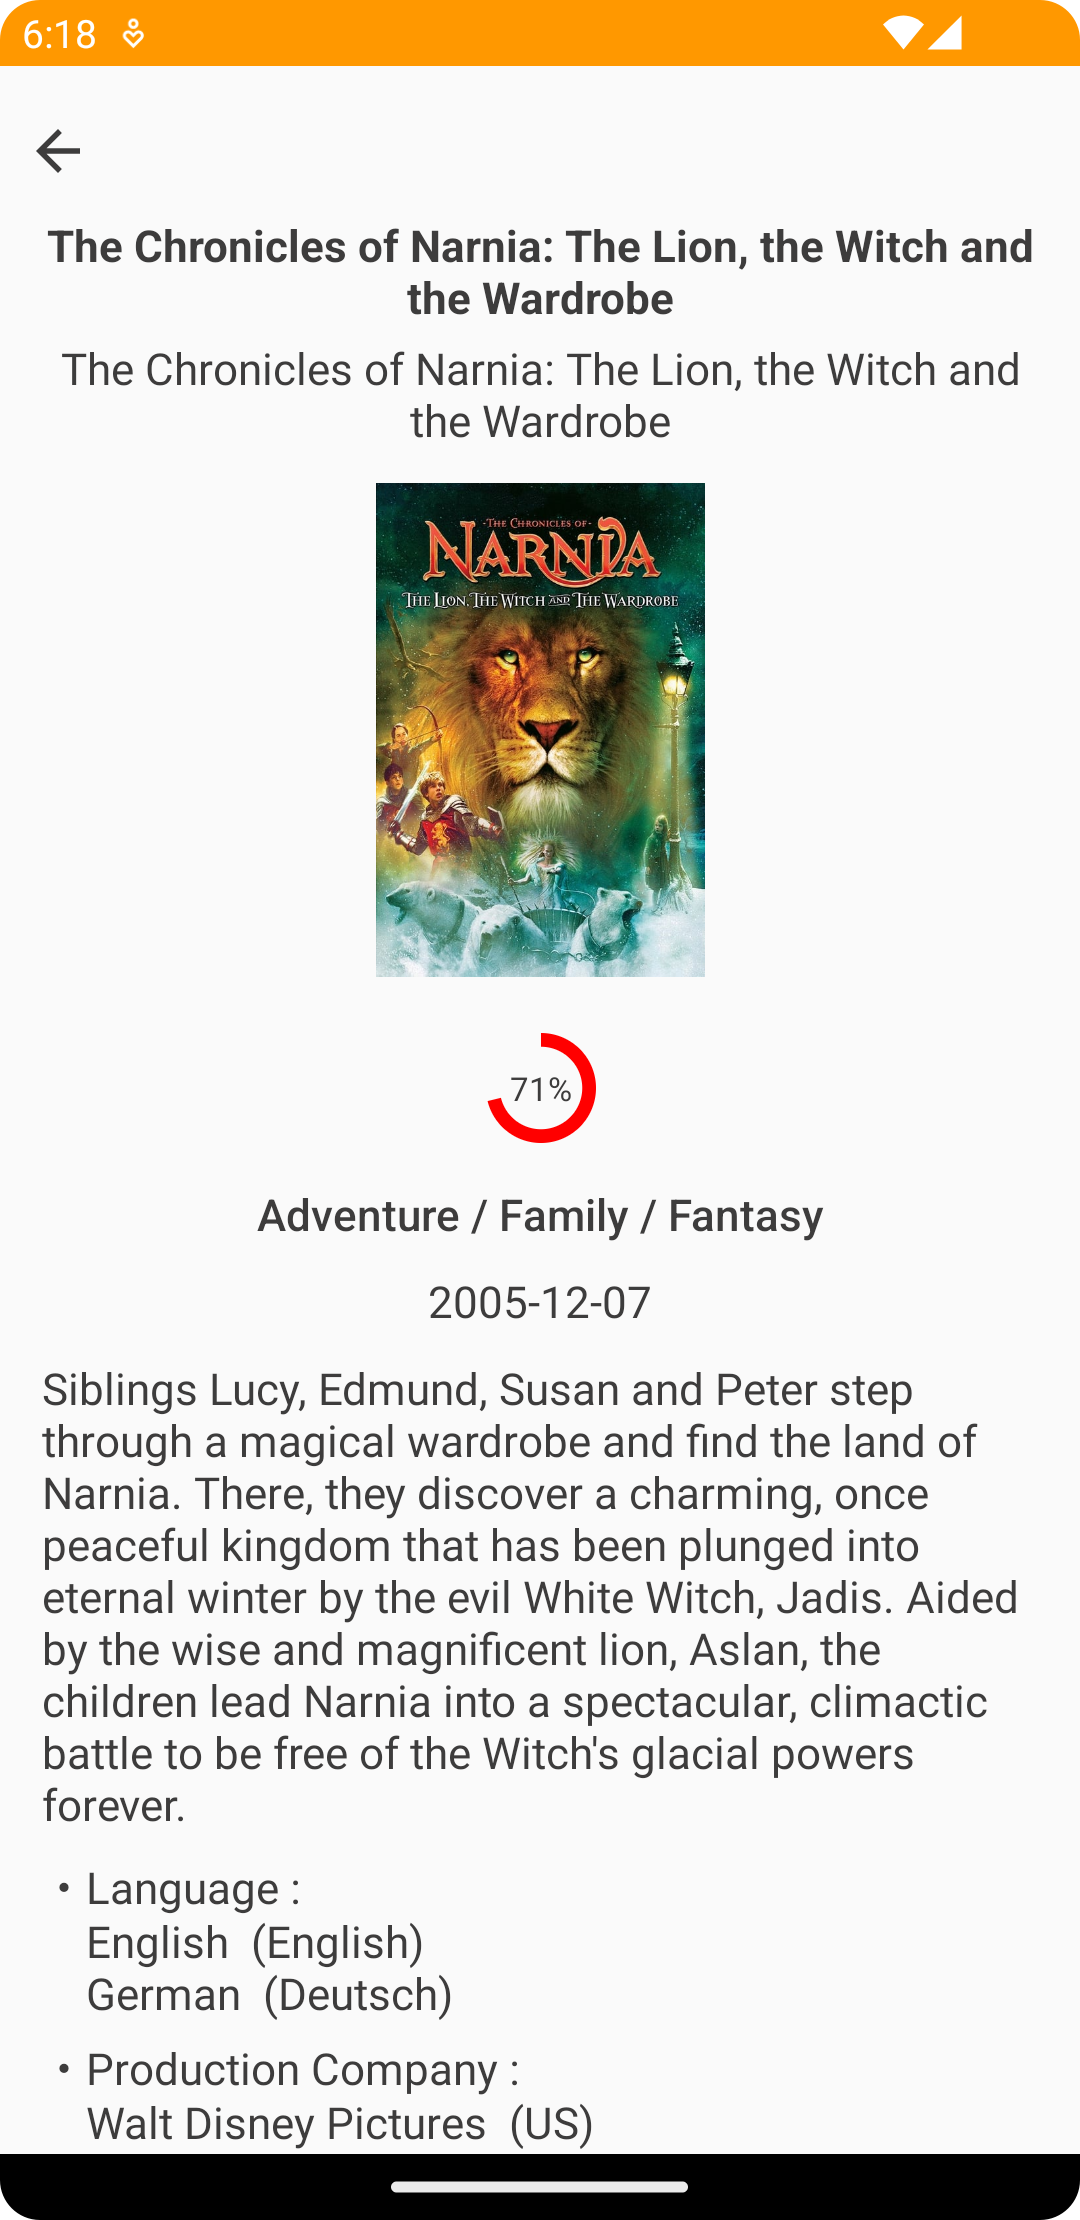 6:18
The Chronicles of Narnia: The Lion, the Witch and
the Wardrobe
The Chronicles of Narnia: The Lion, the Witch and
the Wardrobe
THE CHRONICLES OF
NARNIA
THE LION, THE WITCH AND THE WARDROBE
71%
Adventure / Family / Fantasy
2005-12-07
Siblings Lucy, Edmund, Susan and Peter step
through a magical wardrobe and find the land of
Narnia. There, they discover a charming, once
peaceful kingdom that has been plunged into
eternal winter by the evil White Witch, Jadis. Aided
by the wise and magnificent lion, Aslan, the
children lead Narnia into a spectacular, climactic
battle to be free of the Witch's glacial powers
forever.
• Language :
English (English)
German (Deutsch)
• Production Company :
Walt Disney Pictures (US)